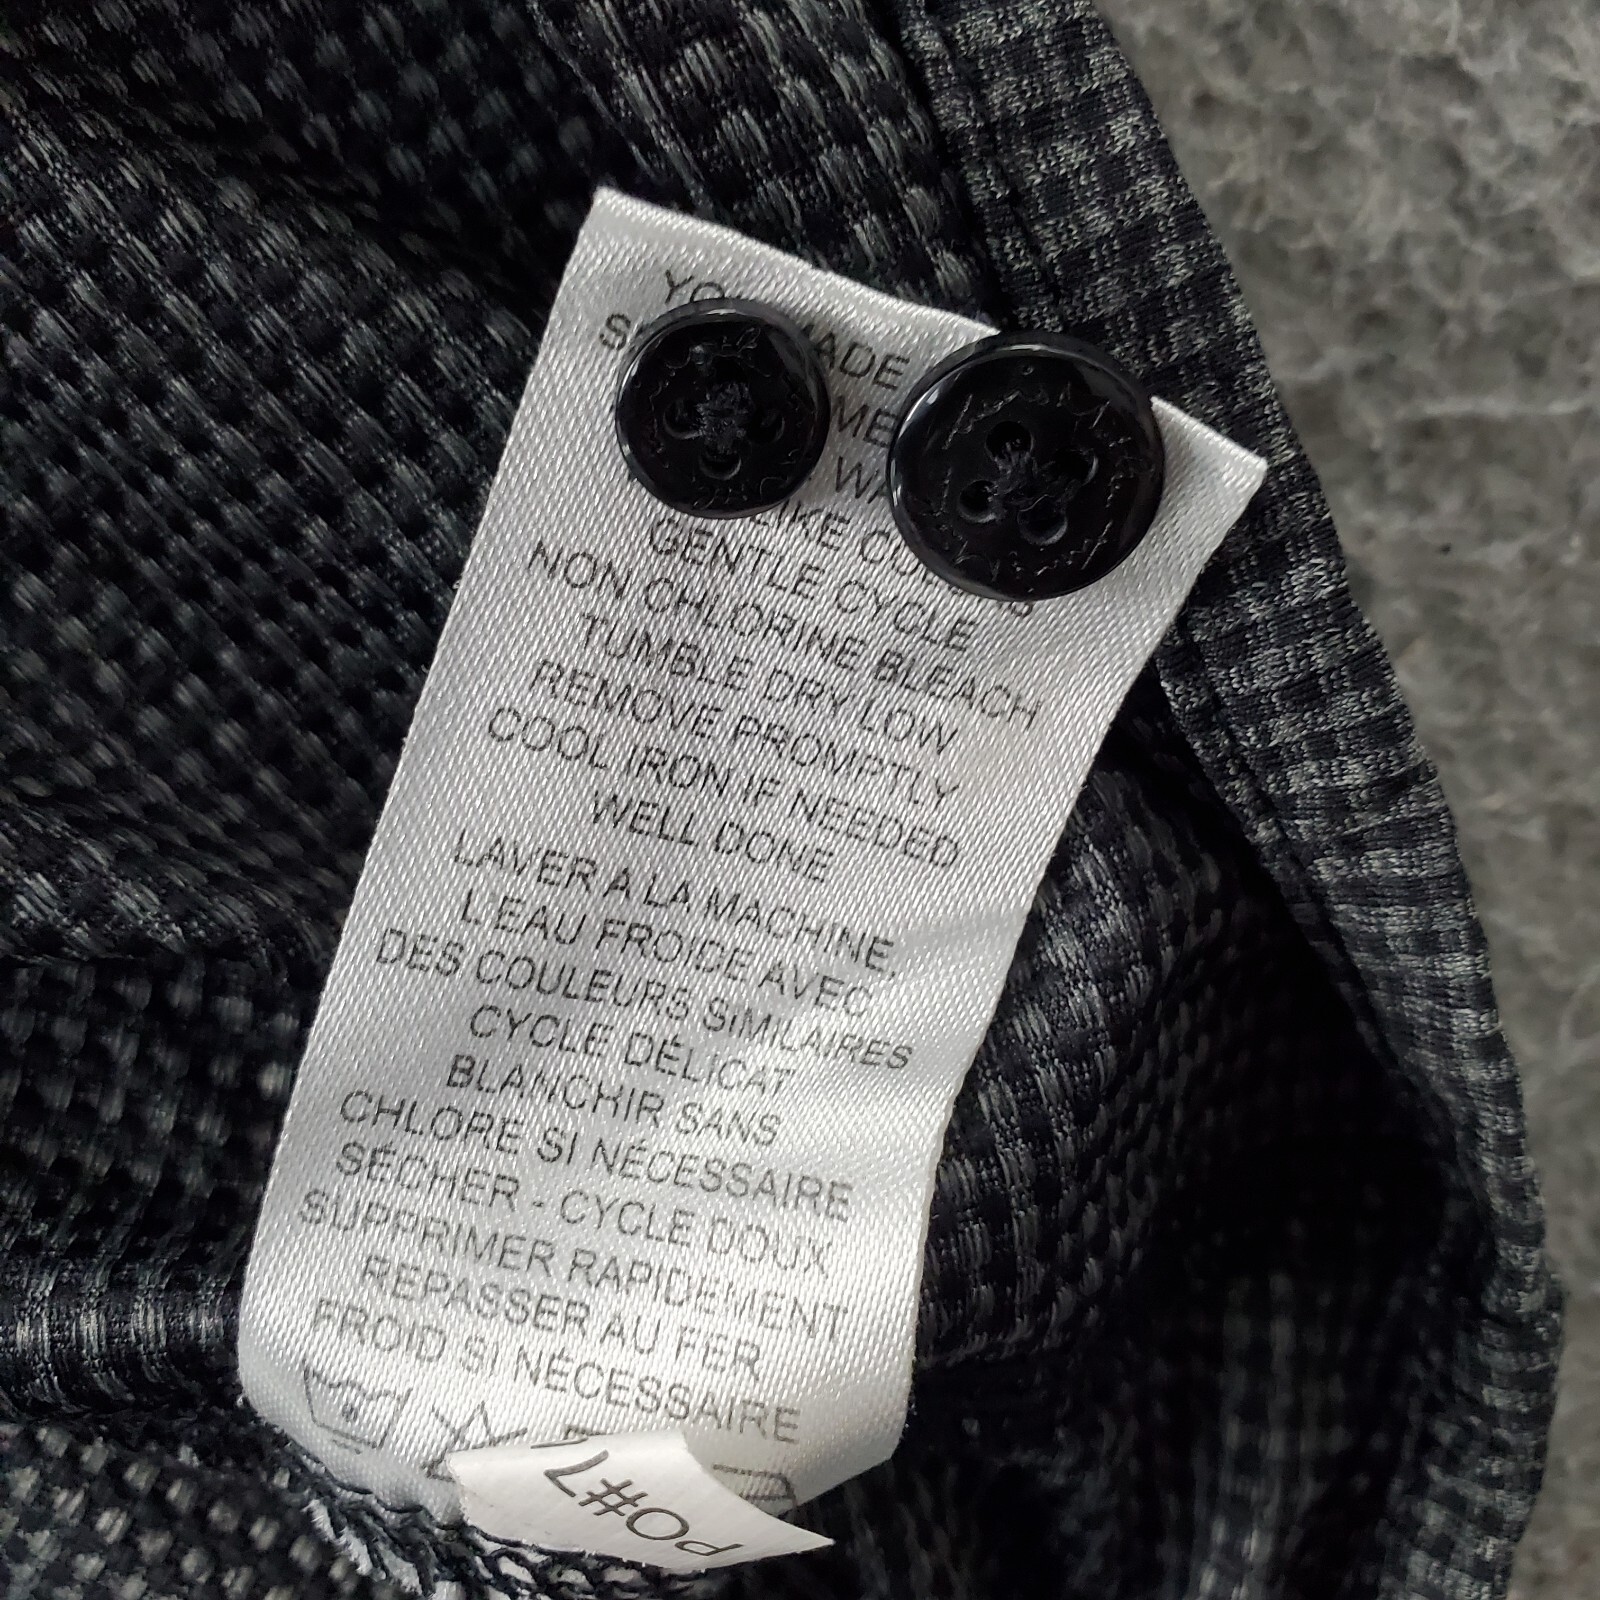 GENTLE CYCLE
NON CHLORINE BLEACH
TUMBLE DRY LOW
REMOVE PROMPTLY
COOL IRON IF NEEDED
WELL DONE
LAVER A LA MACHINE,
L'EAU FROIDE AVEC
DES COULEURS SIMILAIRES
CYCLE DÉLICAT
BLANCHIR SANS
CHLORE SI NÉCESSAIRE
SÉCHER - CYCLE DOUX
SUPPRIMER RAPIDEMENT
REPASSER AU FER
FROID SI NÉCESSAIRE
PO#7